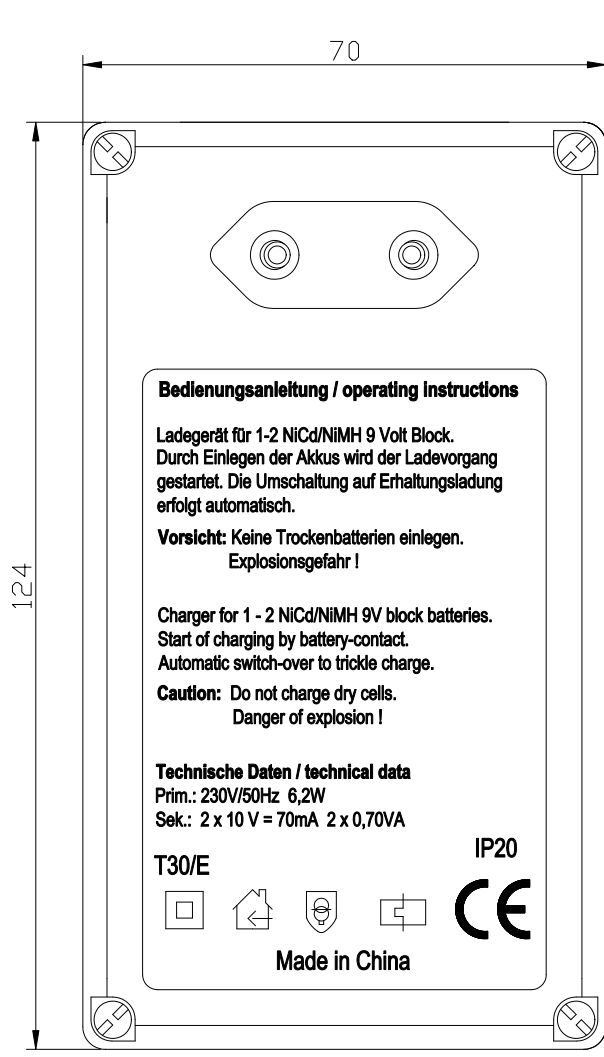 70
124
Bedienungsanleitung / operating instructions
Ladegerät für 1-2 NiCd/NiMH 9 Volt Block.
Durch Einlegen der Akkus wird der Ladevorgang
gestartet. Die Umschaltung auf Erhaltungsladung
erfolgt automatisch.
Vorsicht: Keine Trockenbatterien einlegen.
Explosionsgefahr !
Charger for 1 - 2 NiCd/NiMH 9V block batteries.
Start of charging by battery-contact.
Automatic switch-over to trickle charge.
Caution: Do not charge dry cells.
Danger of explosion !
Technische Daten / technical data
Prim.: 230V/50Hz 6,2W
Sek.: 2 x 10 V = 70mA 2 x 0,70VA
IP20
T30/E
CE
Made in China